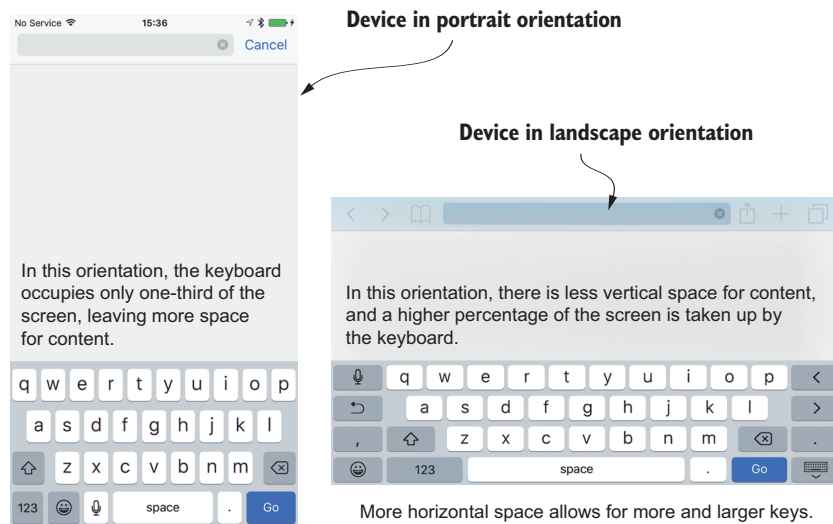 Device in portrait orientation
No Service 15:36
Cancel
In this orientation, the keyboard
occupies only one-third of the
screen, leaving more space
for content.
q w e r t y u i o p
a s d f g h j k l
z x c v b n m
123 space . Go
Device in landscape orientation
In this orientation, there is less vertical space for content,
and a higher percentage of the screen is taken up by
the keyboard.
q w e r t y u i o p
a s d f g h j k l
, z x c v b n m .
123 space . Go
More horizontal space allows for more and larger keys.